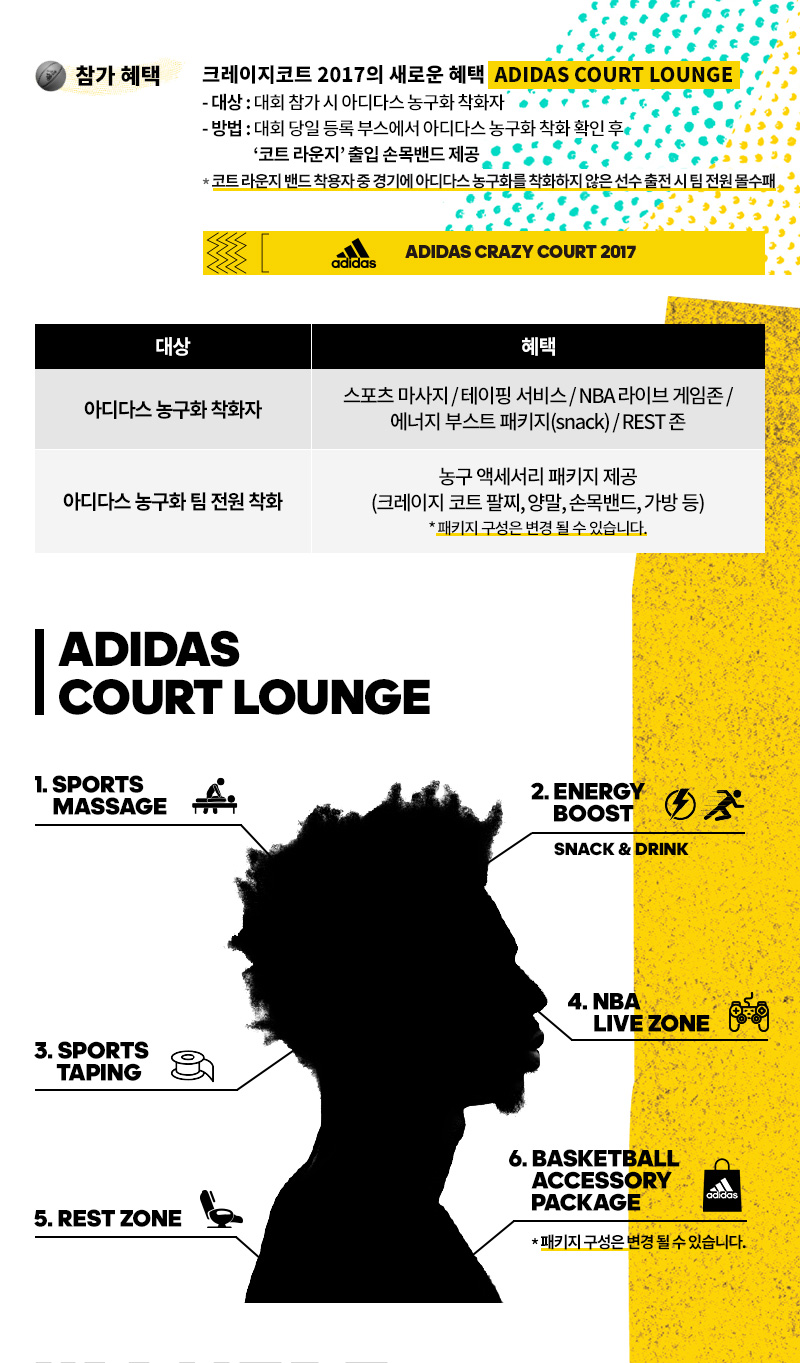 참가 혜택
크레이지코트 2017의 새로운 혜택 ADIDAS COURT LOUNGE
- 대상 : 대회 참가 시 아디다스 농구화 착화자
- 방법 : 대회 당일 등록 부스에서 아디다스 농구화 착화 확인 후
‘코트 라운지’ 출입 손목밴드 제공
* 코트 라운지 밴드 착용자 중 경기에 아디다스 농구화를 착화하지 않은 선수 출전 시 팀 전원 몰수패
adidas ADIDAS CRAZY COURT 2017
대상 혜택
아디다스 농구화 착화자
스포츠 마사지 / 테이핑 서비스 / NBA 라이브 게임존 /
에너지 부스트 패키지(snack) / REST 존
아디다스 농구화 팀 전원 착화
농구 액세서리 패키지 제공
(크레이지 코트 팔찌, 양말, 손목밴드, 가방 등)
* 패키지 구성은 변경 될 수 있습니다.
ADIDAS
COURT LOUNGE
1. SPORTS
MASSAGE
2. ENERGY
BOOST
SNACK & DRINK
3. SPORTS
TAPING
4. NBA
LIVE ZONE
5. REST ZONE
6. BASKETBALL
ACCESSORY
PACKAGE
adidas
* 패키지 구성은 변경 될 수 있습니다.